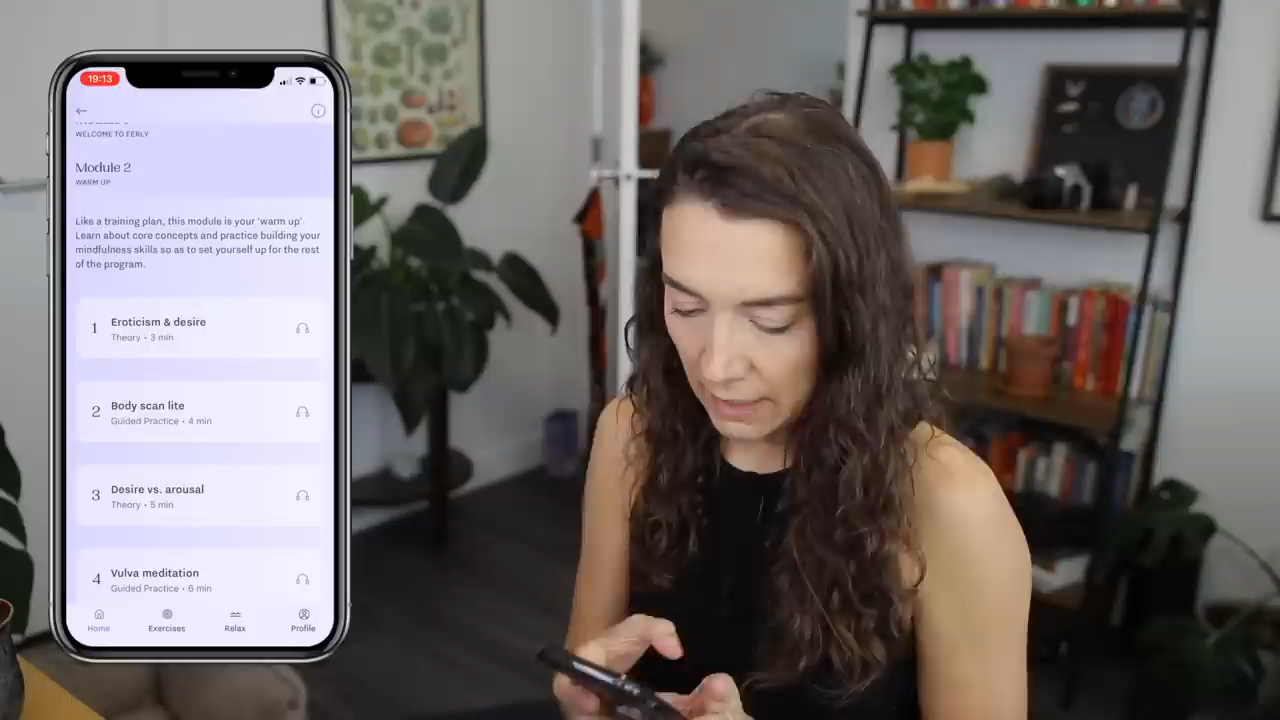 19:13
WELCOME TO FERLY
Module 2
WARM UP
Like a training plan, this module is your 'warm up'.
Learn about core concepts and practice building your
mindfulness skills so as to set yourself up for the rest
of the program.
1 Eroticism & desire
Theory • 3 min
2 Body scan lite
Guided Practice • 4 min
3 Desire vs. arousal
Theory • 5 min
4 Vulva meditation
Guided Practice • 6 min
Home Exercises Relax Profile